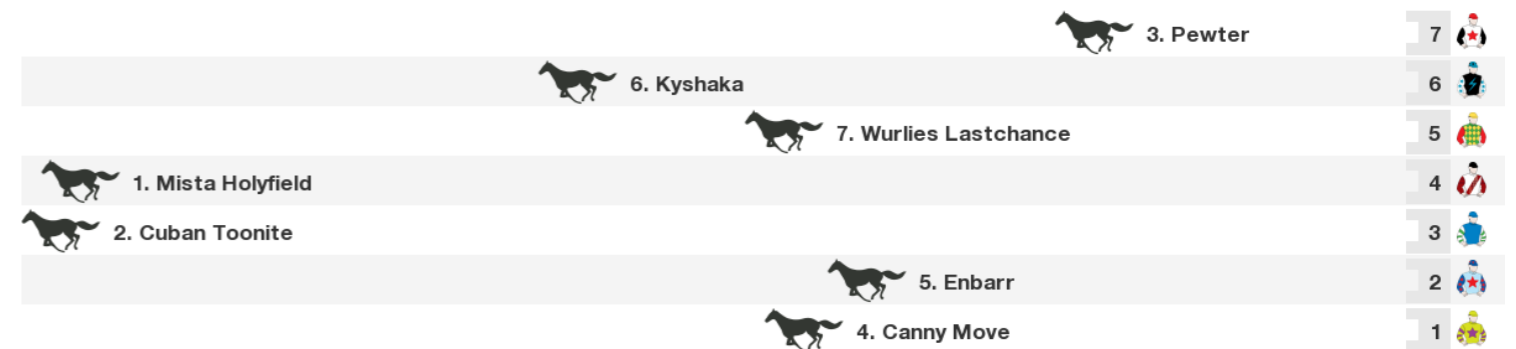 3. Pewter 7
6. Kyshaka 6
7. Wurlies Lastchance 5
1. Mista Holyfield 4
2. Cuban Toonite 3
5. Enbarr 2
4. Canny Move 1